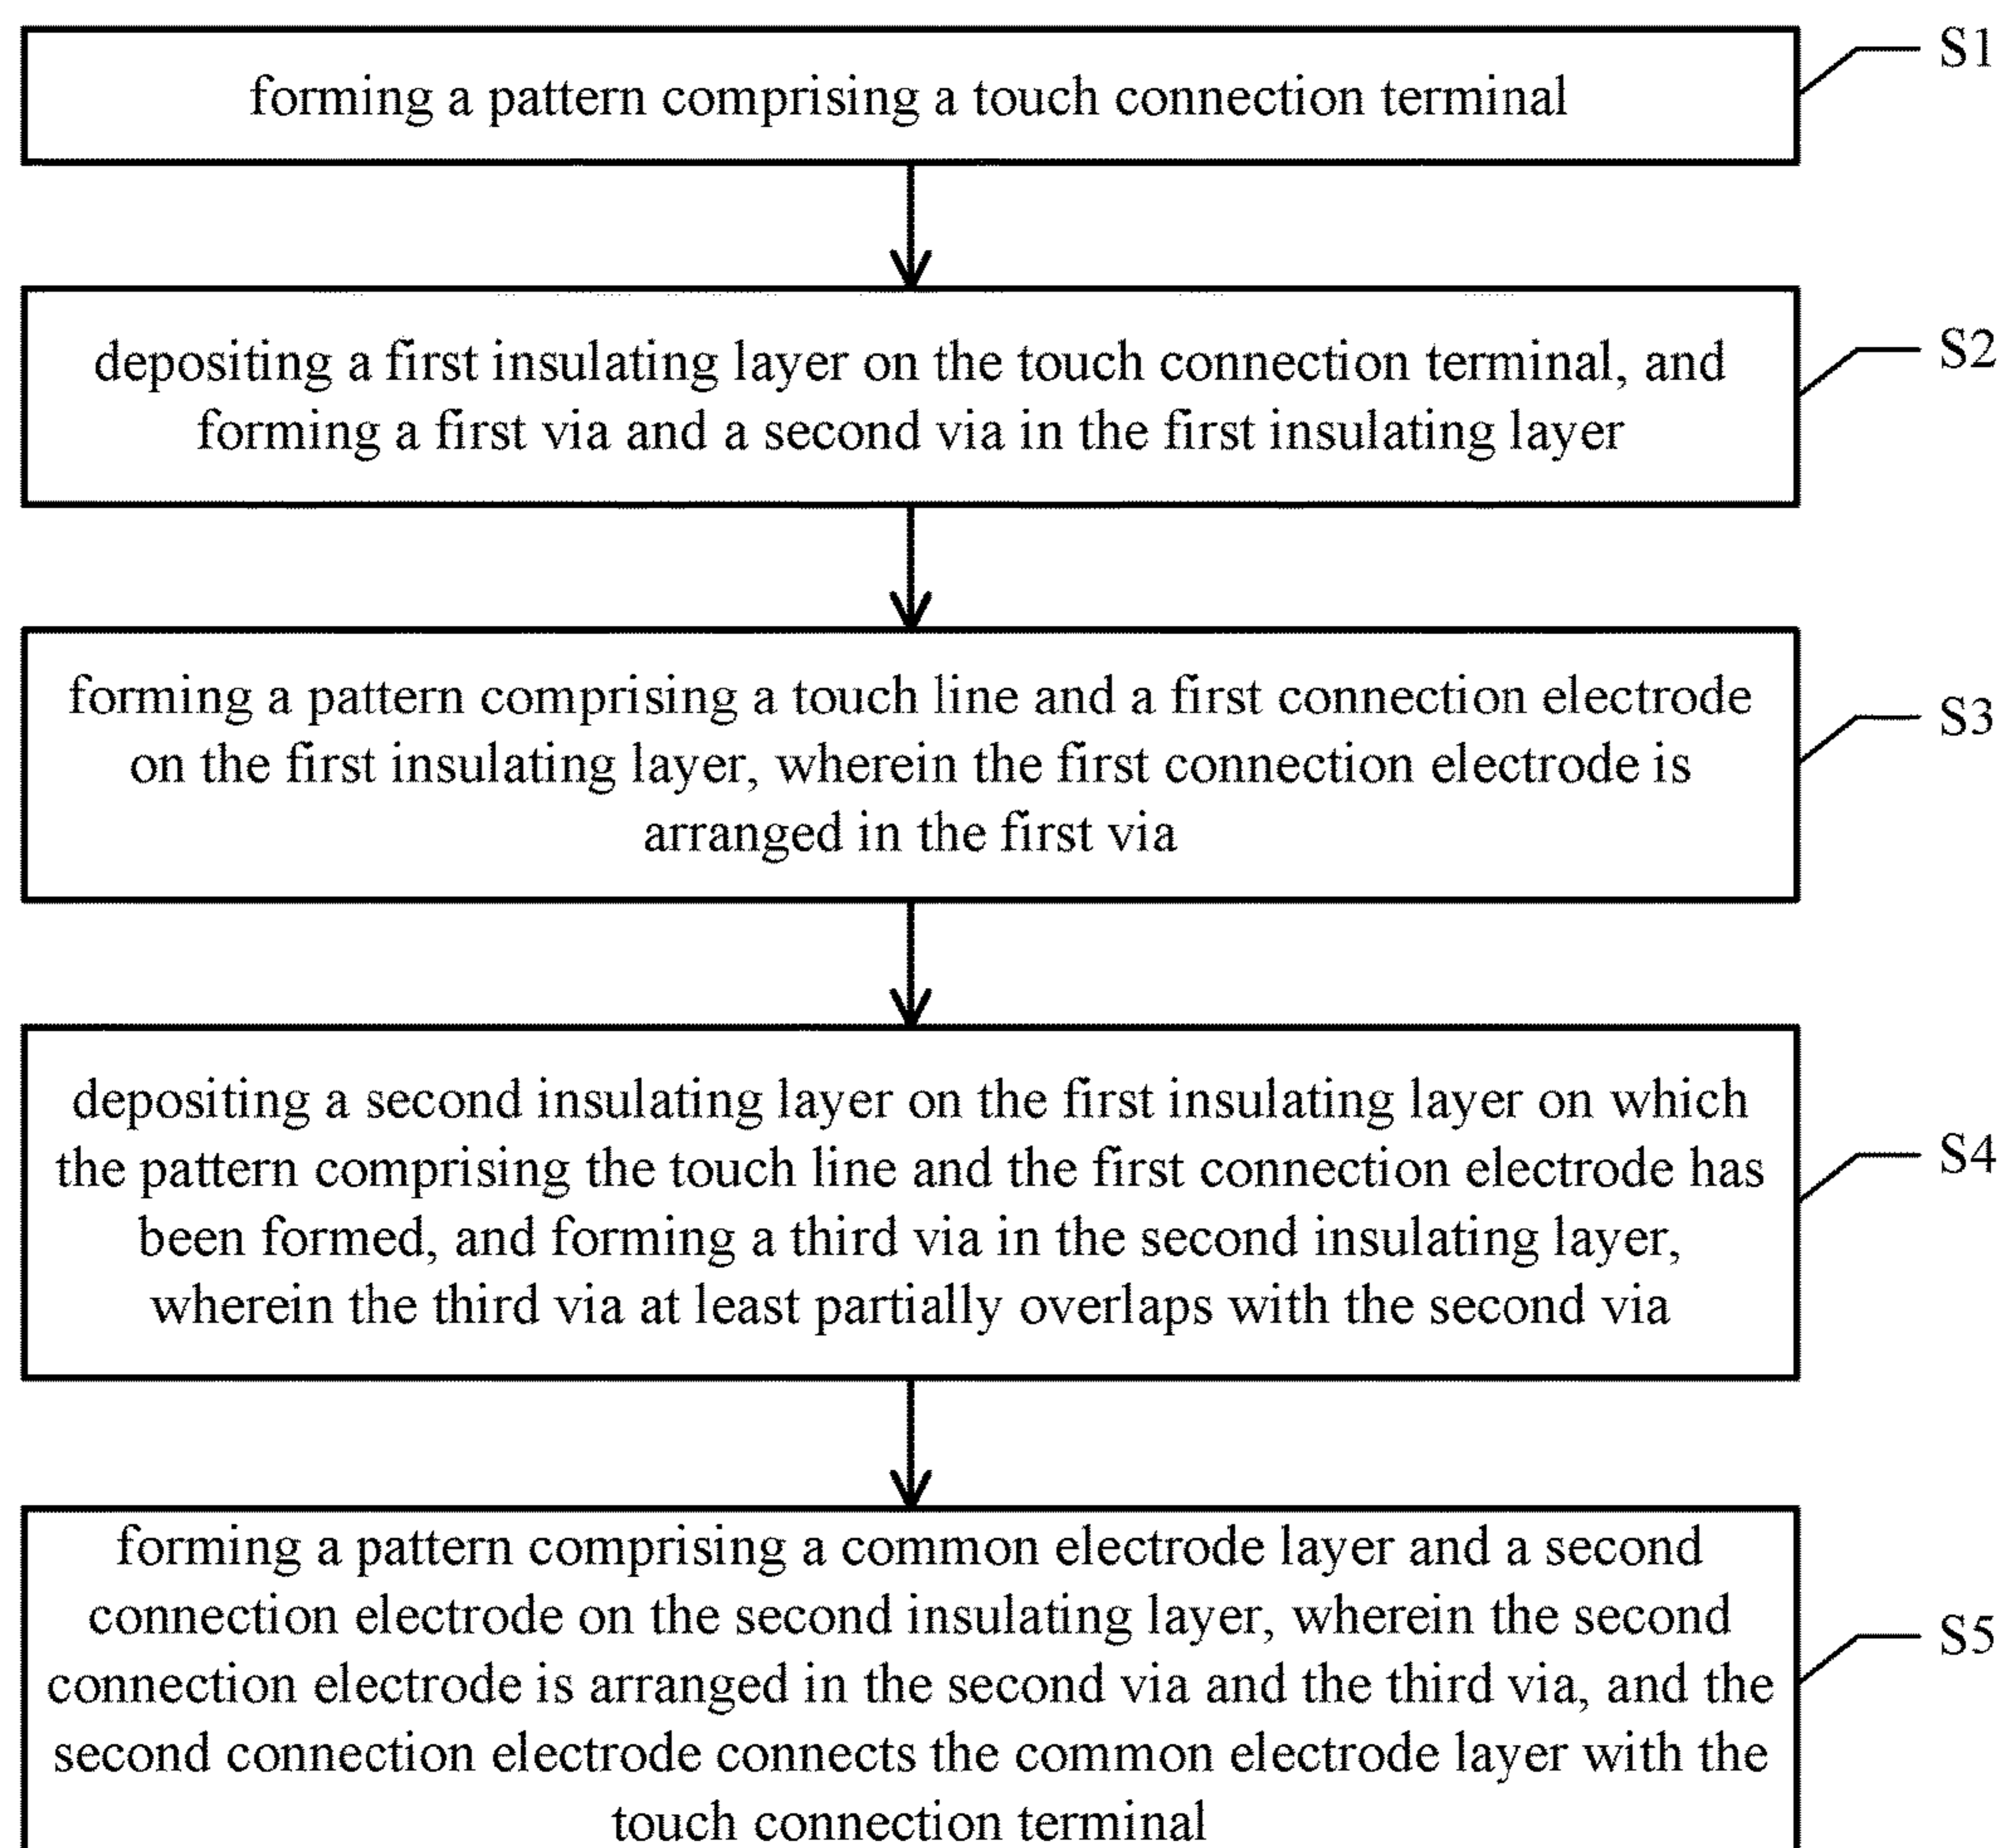 forming a pattern comprising a touch connection terminal
S1
depositing a first insulating layer on the touch connection terminal, and
forming a first via and a second via in the first insulating layer
S2
forming a pattern comprising a touch line and a first connection electrode
on the first insulating layer, wherein the first connection electrode is
arranged in the first via
S3
depositing a second insulating layer on the first insulating layer on which
the pattern comprising the touch line and the first connection electrode has
been formed, and forming a third via in the second insulating layer,
wherein the third via at least partially overlaps with the second via
S4
forming a pattern comprising a common electrode layer and a second
connection electrode on the second insulating layer, wherein the second
connection electrode is arranged in the second via and the third via, and the
second connection electrode connects the common electrode layer with the
touch connection terminal
S5